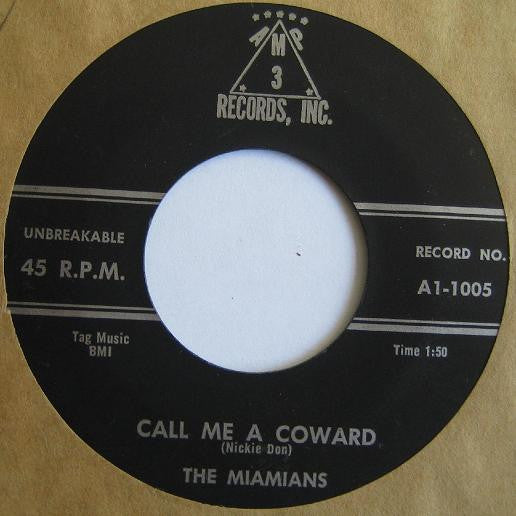 AMP
3
RECORDS, INC.
UNBREAKABLE
45 R.P.M.
RECORD NO.
A1-1005
Tag Music
BMI
Time 1:50
CALL ME A COWARD
(Nickie Don)
THE MIAMIANS